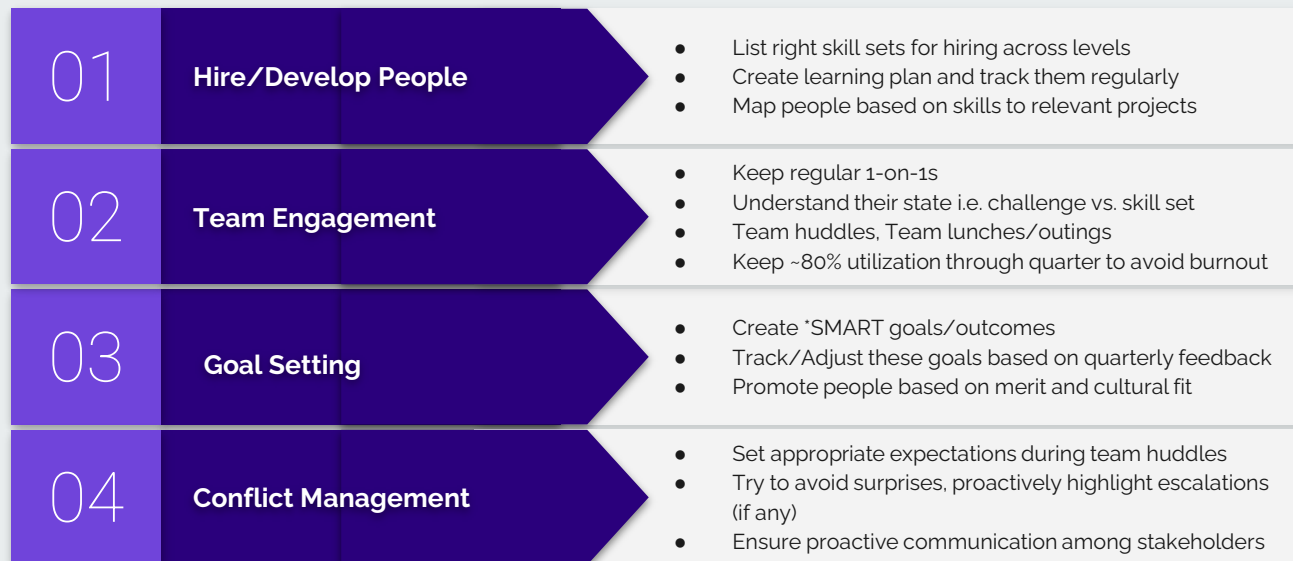 01
Hire/Develop People
● List right skill sets for hiring across levels
● Create learning plan and track them regularly
● Map people based on skills to relevant projects
02
Team Engagement
● Keep regular 1-on-1s
● Understand their state i.e. challenge vs. skill set
● Team huddles, Team lunches/outings
● Keep ~80% utilization through quarter to avoid burnout
03
Goal Setting
● Create *SMART goals/outcomes
● Track/Adjust these goals based on quarterly feedback
● Promote people based on merit and cultural fit
04
Conflict Management
● Set appropriate expectations during team huddles
● Try to avoid surprises, proactively highlight escalations
(if any)
● Ensure proactive communication among stakeholders